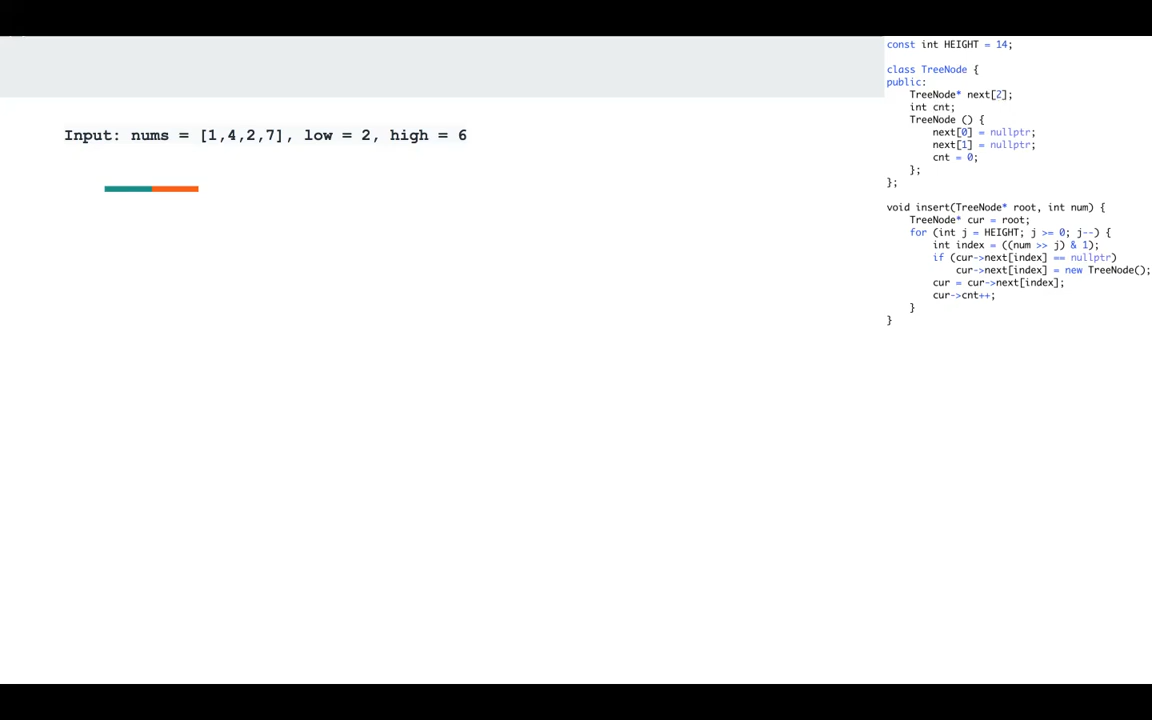 Input: nums = [1,4,2,7], low = 2, high = 6
const int HEIGHT = 14;
class TreeNode {
public:
    TreeNode* next[2];
    int cnt;
    TreeNode () {
        next[0] = nullptr;
        next[1] = nullptr;
        cnt = 0;
    };
};
void insert(TreeNode* root, int num) {
    TreeNode* cur = root;
    for (int j = HEIGHT; j >= 0; j--) {
        int index = ((num >> j) & 1);
        if (cur->next[index] == nullptr)
            cur->next[index] = new TreeNode();
        cur = cur->next[index];
        cur->cnt++;
    }
}